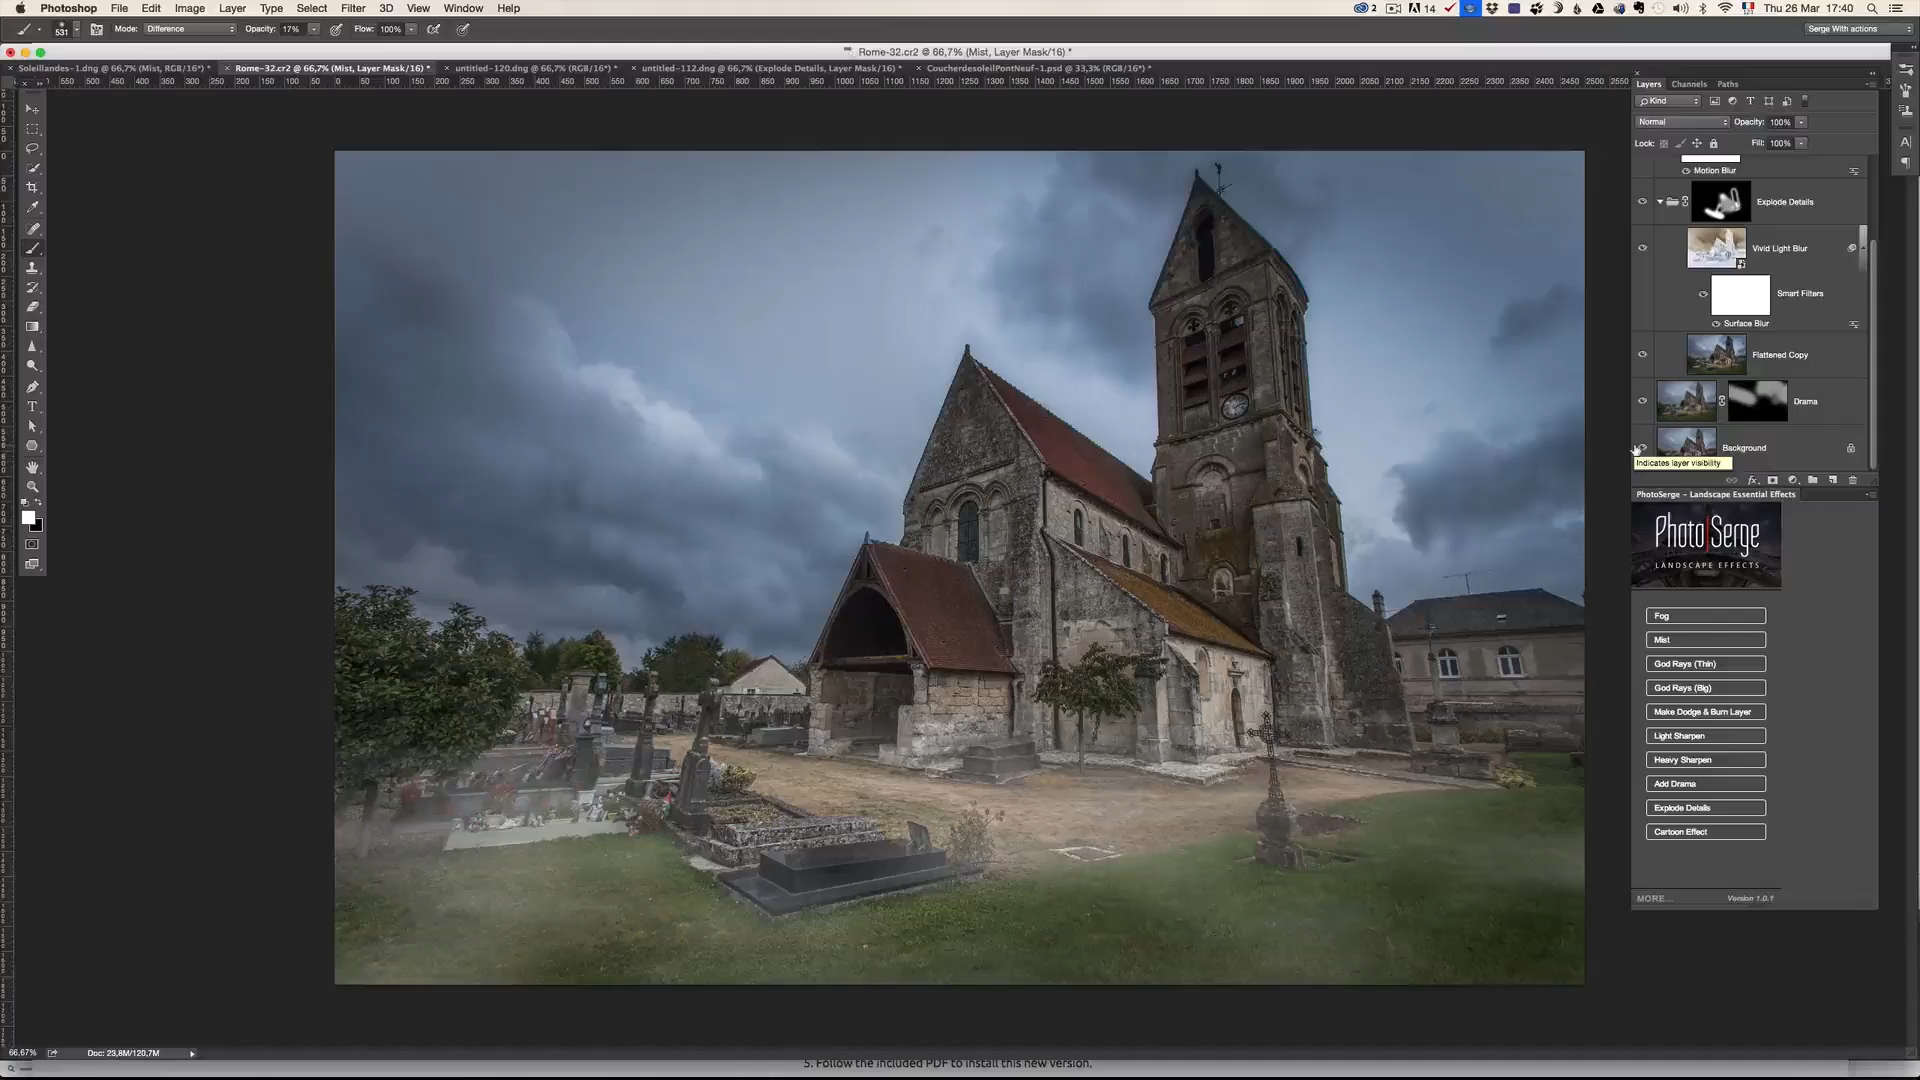 Photoshop File Edit Image Layer Type Select Filter 3D View Window Help
2 14 Thu 26 Mar 17:40
531 Mode: Difference Opacity: 17% Flow: 100% Serge With actions
Rome-32.cr2 @ 66,7% (Mist, Layer Mask/16) *
Soleillandes-1.dng @ 66,7% (Mist, RGB/16*) * Rome-32.cr2 @ 66,7% (Mist, Layer Mask/16) * untitled-120.dng @ 66,7% (RGB/16*) * untitled-112.dng @ 66,7% (Explode Details, Layer Mask/16) * CoucherdesoleilPontNeuf-1.psd @ 33,3% (RGB/16*) *
Layers Channels Paths
Kind
Normal Opacity: 100%
Lock: Fill: 100%
Motion Blur
Explode Details
Vivid Light Blur
Smart Filters
Surface Blur
Flattened Copy
Drama
Background
Indicates layer visibility
PhotoSerge - Landscape Essential Effects
Photo Serge
LANDSCAPE EFFECTS
Fog
Mist
God Rays (Thin)
God Rays (Big)
Make Dodge & Burn Layer
Light Sharpen
Heavy Sharpen
Add Drama
Explode Details
Cartoon Effect
MORE... Version 1.0.1
66,67% Doc: 23,8M/120,7M
5. Follow the included PDF to install this new version.